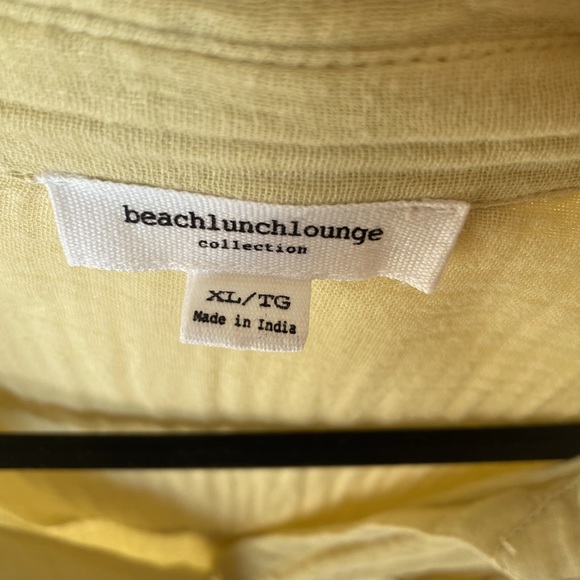 beachlunchlounge
collection
XL/TG
Made in India